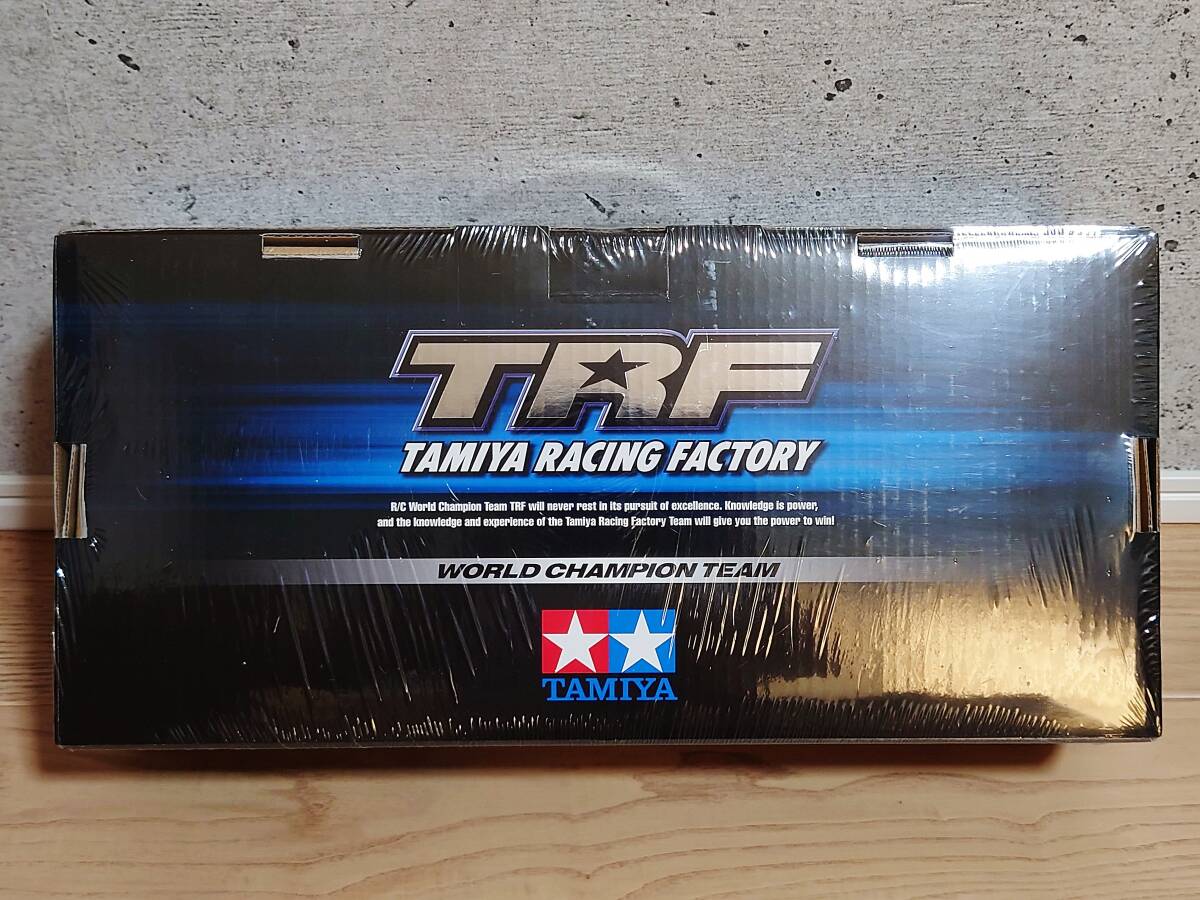 TRF
TAMIYA RACING FACTORY
R/C World Champion Team TRF will never rest in its pursuit of excellence. Knowledge is power,
and the knowledge and experience of the Tamiya Racing Factory Team will give you the power to win!
WORLD CHAMPION TEAM
TAMIYA